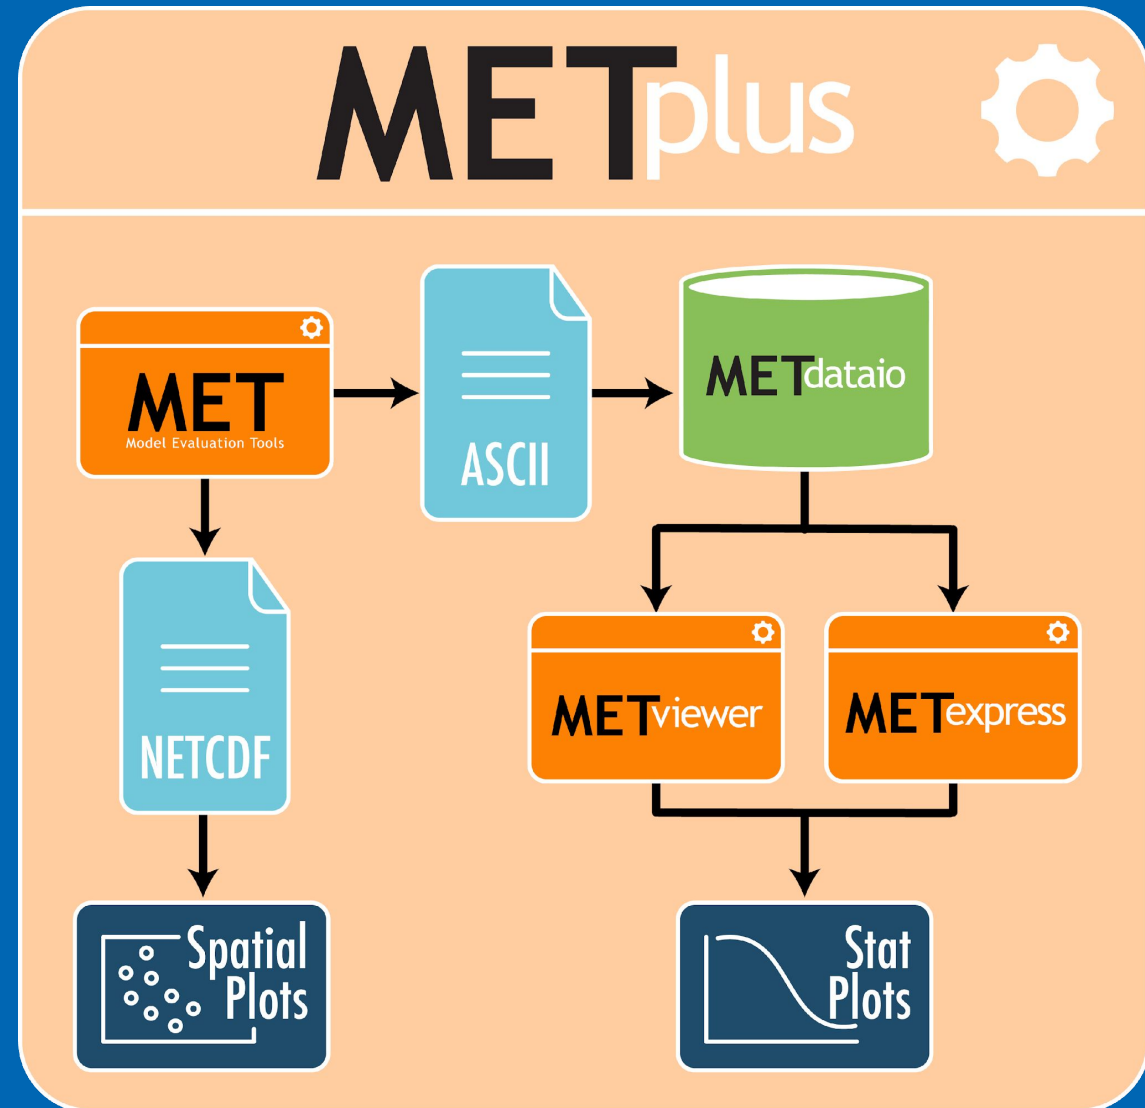 METplus
MET
Model Evaluation Tools
ASCII
METdataio
NETCDF
METviewer
METexpress
Spatial
Plots
Stat
Plots